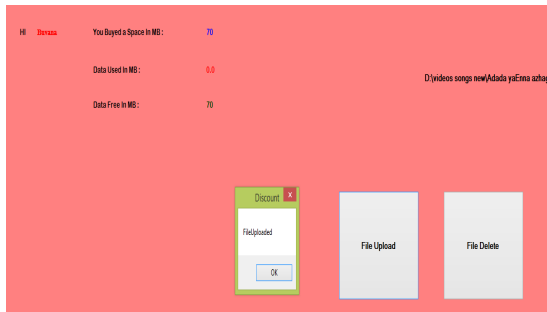 HI Davana You Buyed a Space In MB : 70
Data Used In MB : 0.0
D:\videos songs new\Adada yaEnna azhag
Data Free In MB : 70
Discount x
FileUploaded
OK
File Upload
File Delete